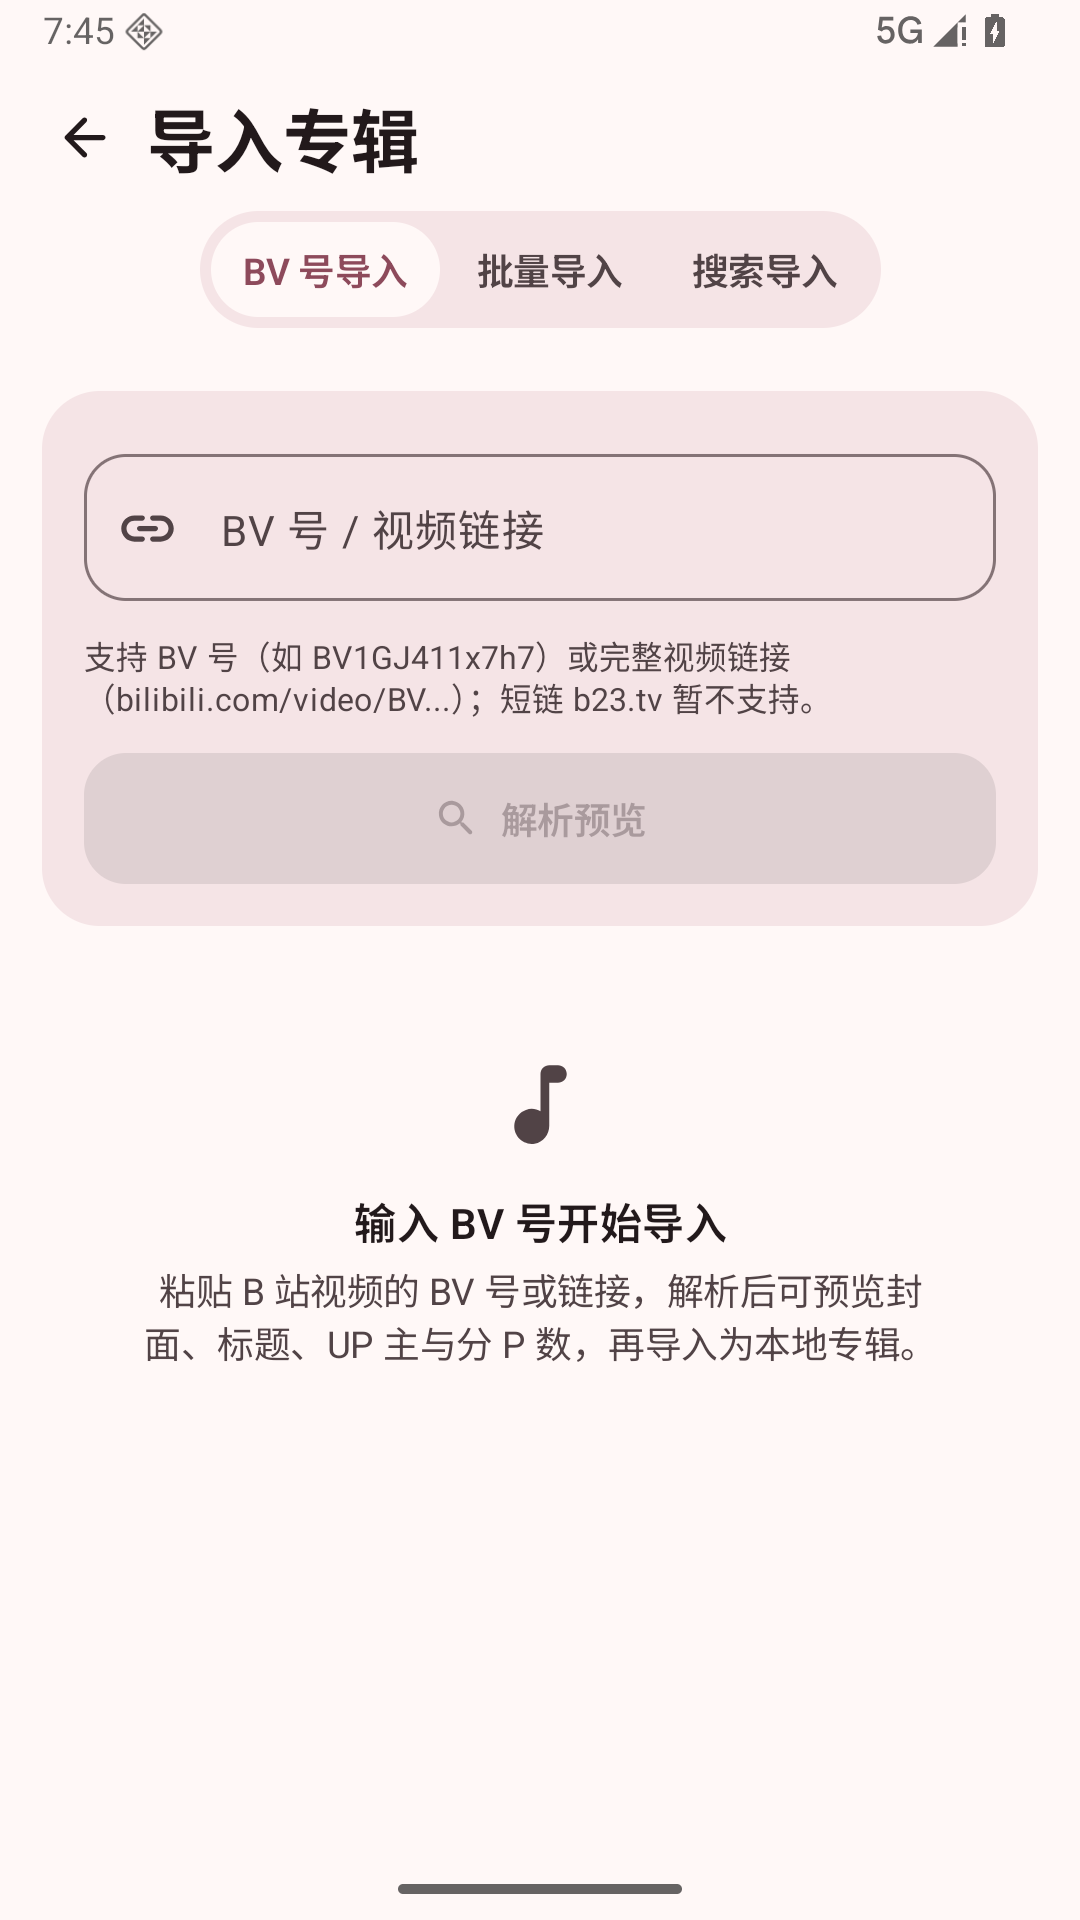 7:45
5G
导入专辑
BV 号导入
批量导入
搜索导入
BV 号 / 视频链接
支持 BV 号（如 BV1GJ411x7h7）或完整视频链接
（bilibili.com/video/BV...）；短链 b23.tv 暂不支持。
解析预览
输入 BV 号开始导入
粘贴 B 站视频的 BV 号或链接，解析后可预览封
面、标题、UP 主与分 P 数，再导入为本地专辑。